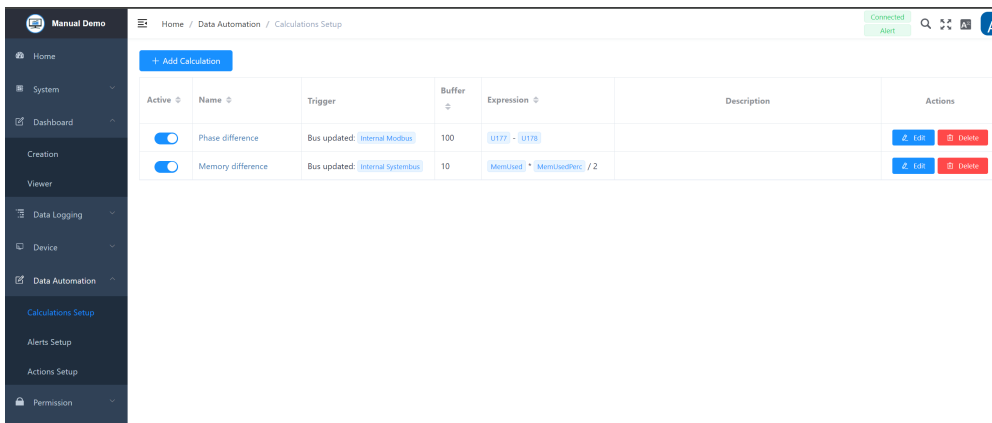 Manual Demo
Home / Data Automation / Calculations Setup
Connected
Alert
Home
System
Dashboard
Creation
Viewer
Data Logging
Device
Data Automation
Calculations Setup
Alerts Setup
Actions Setup
Permission
+ Add Calculation
Active Name Trigger Buffer Expression Description Actions
Phase difference Bus updated: Internal Modbus 100 U177 - U178 Edit Delete
Memory difference Bus updated: Internal Systembus 10 MemUsed * MemUsedPerc / 2 Edit Delete